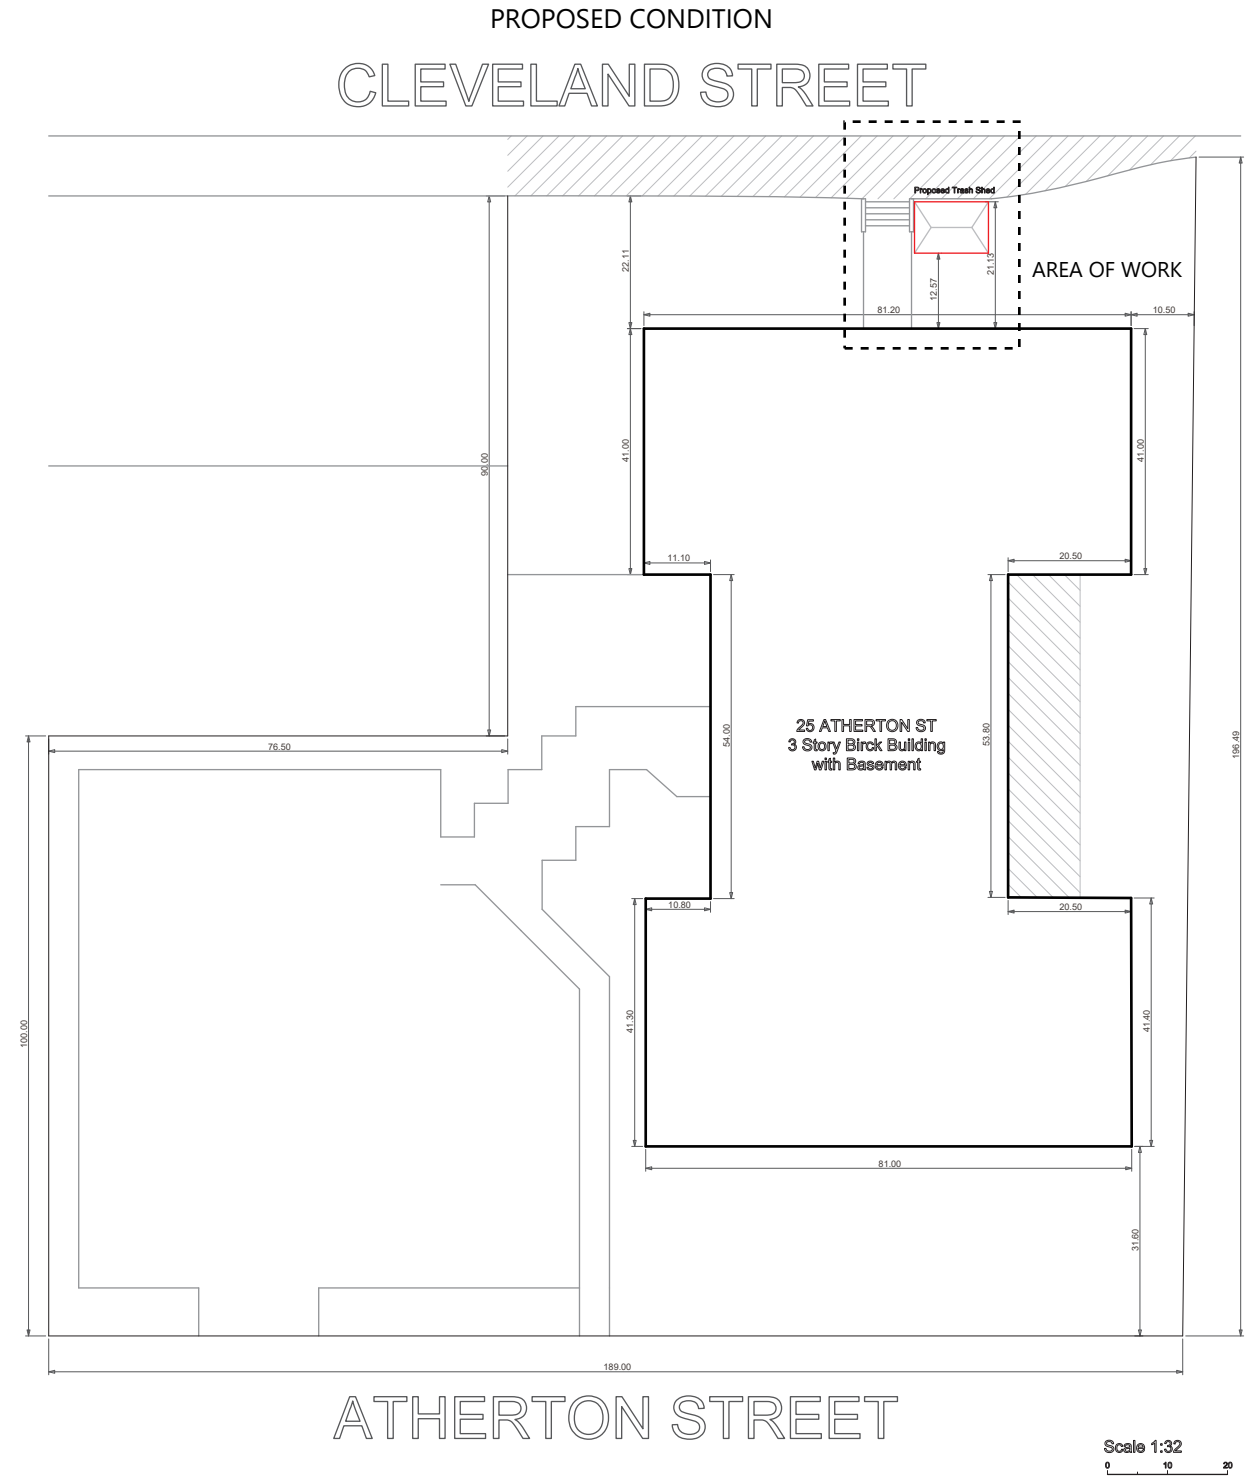 PROPOSED CONDITION
CLEVELAND STREET
Proposed Trash Shed
22.11
12.57
21.13
AREA OF WORK
81.20
10.50
41.00
41.00
90.00
11.10
20.50
54.00
53.80
25 ATHERTON ST
3 Story Birck Building
with Basement
76.50
196.49
10.80
20.50
100.00
41.30
41.40
81.00
31.60
189.00
ATHERTON STREET
Scale 1:32
0 10 20